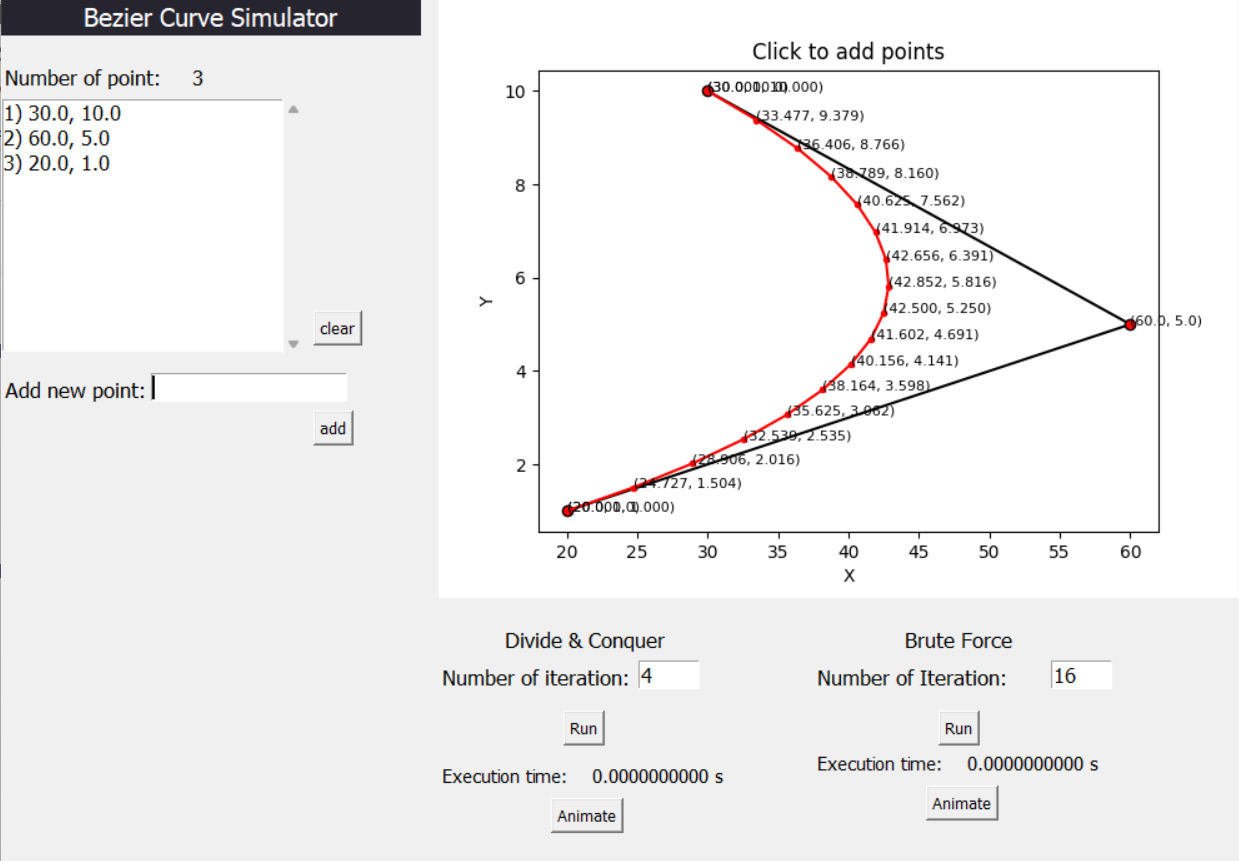 Bezier Curve Simulator
Number of point: 3
1) 30.0, 10.0
2) 60.0, 5.0
3) 20.0, 1.0
clear
Add new point:
add
Click to add points
10
8
6
4
2
Y
(33.477, 9.379)
(36.406, 8.766)
(38.789, 8.160)
(40.625, 7.562)
(41.914, 6.973)
(42.656, 6.391)
(42.852, 5.816)
(42.500, 5.250)
(60.0, 5.0)
(41.602, 4.691)
(40.156, 4.141)
(38.164, 3.598)
(35.625, 3.062)
(32.539, 2.535)
(28.906, 2.016)
(24.727, 1.504)
20 25 30 35 40 45 50 55 60
X
Divide & Conquer
Number of iteration: 4
Run
Execution time: 0.0000000000 s
Animate
Brute Force
Number of Iteration: 16
Run
Execution time: 0.0000000000 s
Animate